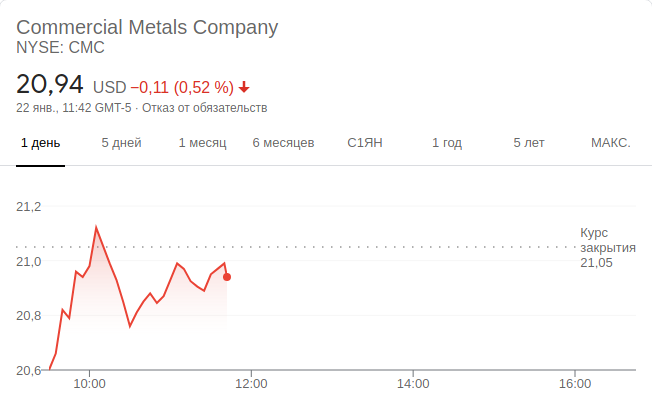 Commercial Metals Company
NYSE: CMC
20,94 USD −0,11 (0,52 %)
22 янв., 11:42 GMT-5 · Отказ от обязательств
1 день 5 дней 1 месяц 6 месяцев С1ЯН 1 год 5 лет МАКС.
21,2
Курс
закрытия
21,05
21,0
20,8
20,6
10:00 12:00 14:00 16:00